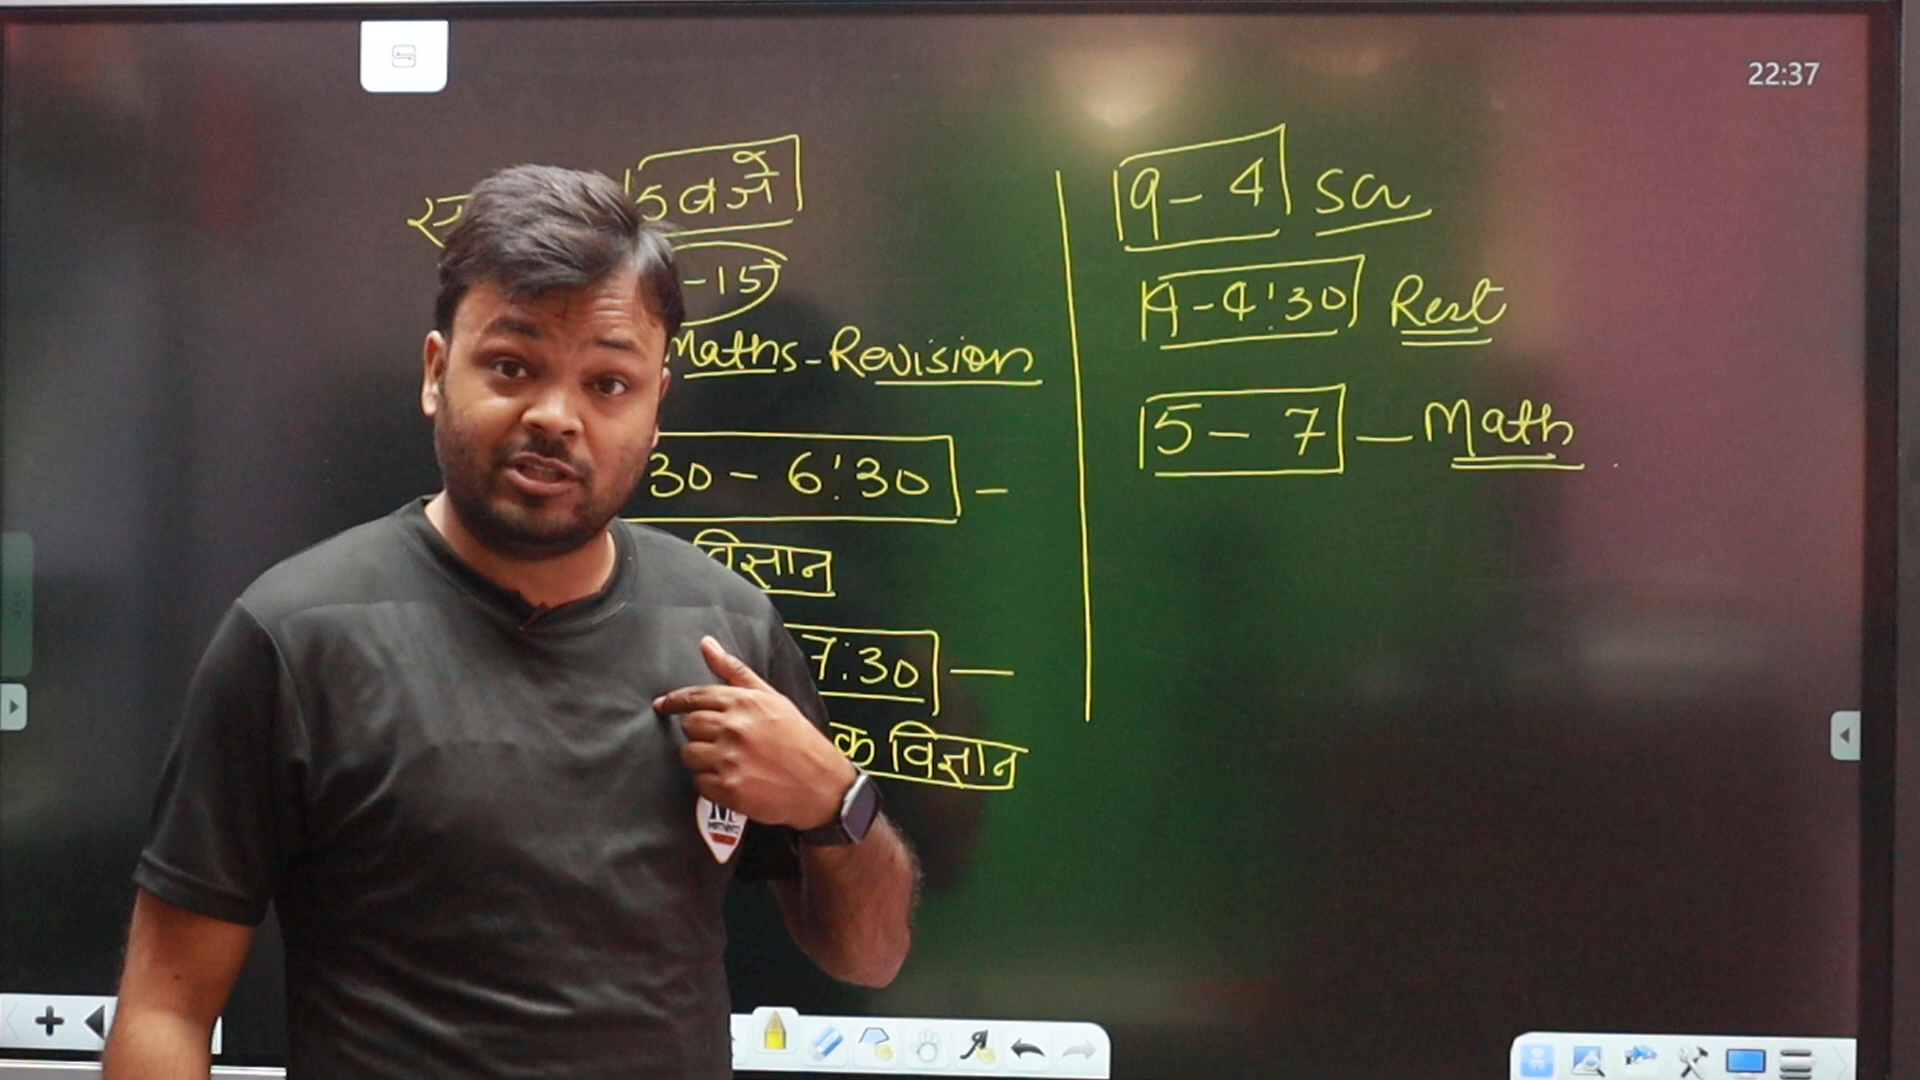 22:37
5 बजे
-15
Maths-Revision
30 - 6:30 -
विज्ञान
7:30 -
क विज्ञान
9 - 4
4 - 4:30 Rest
5 - 7 - Math